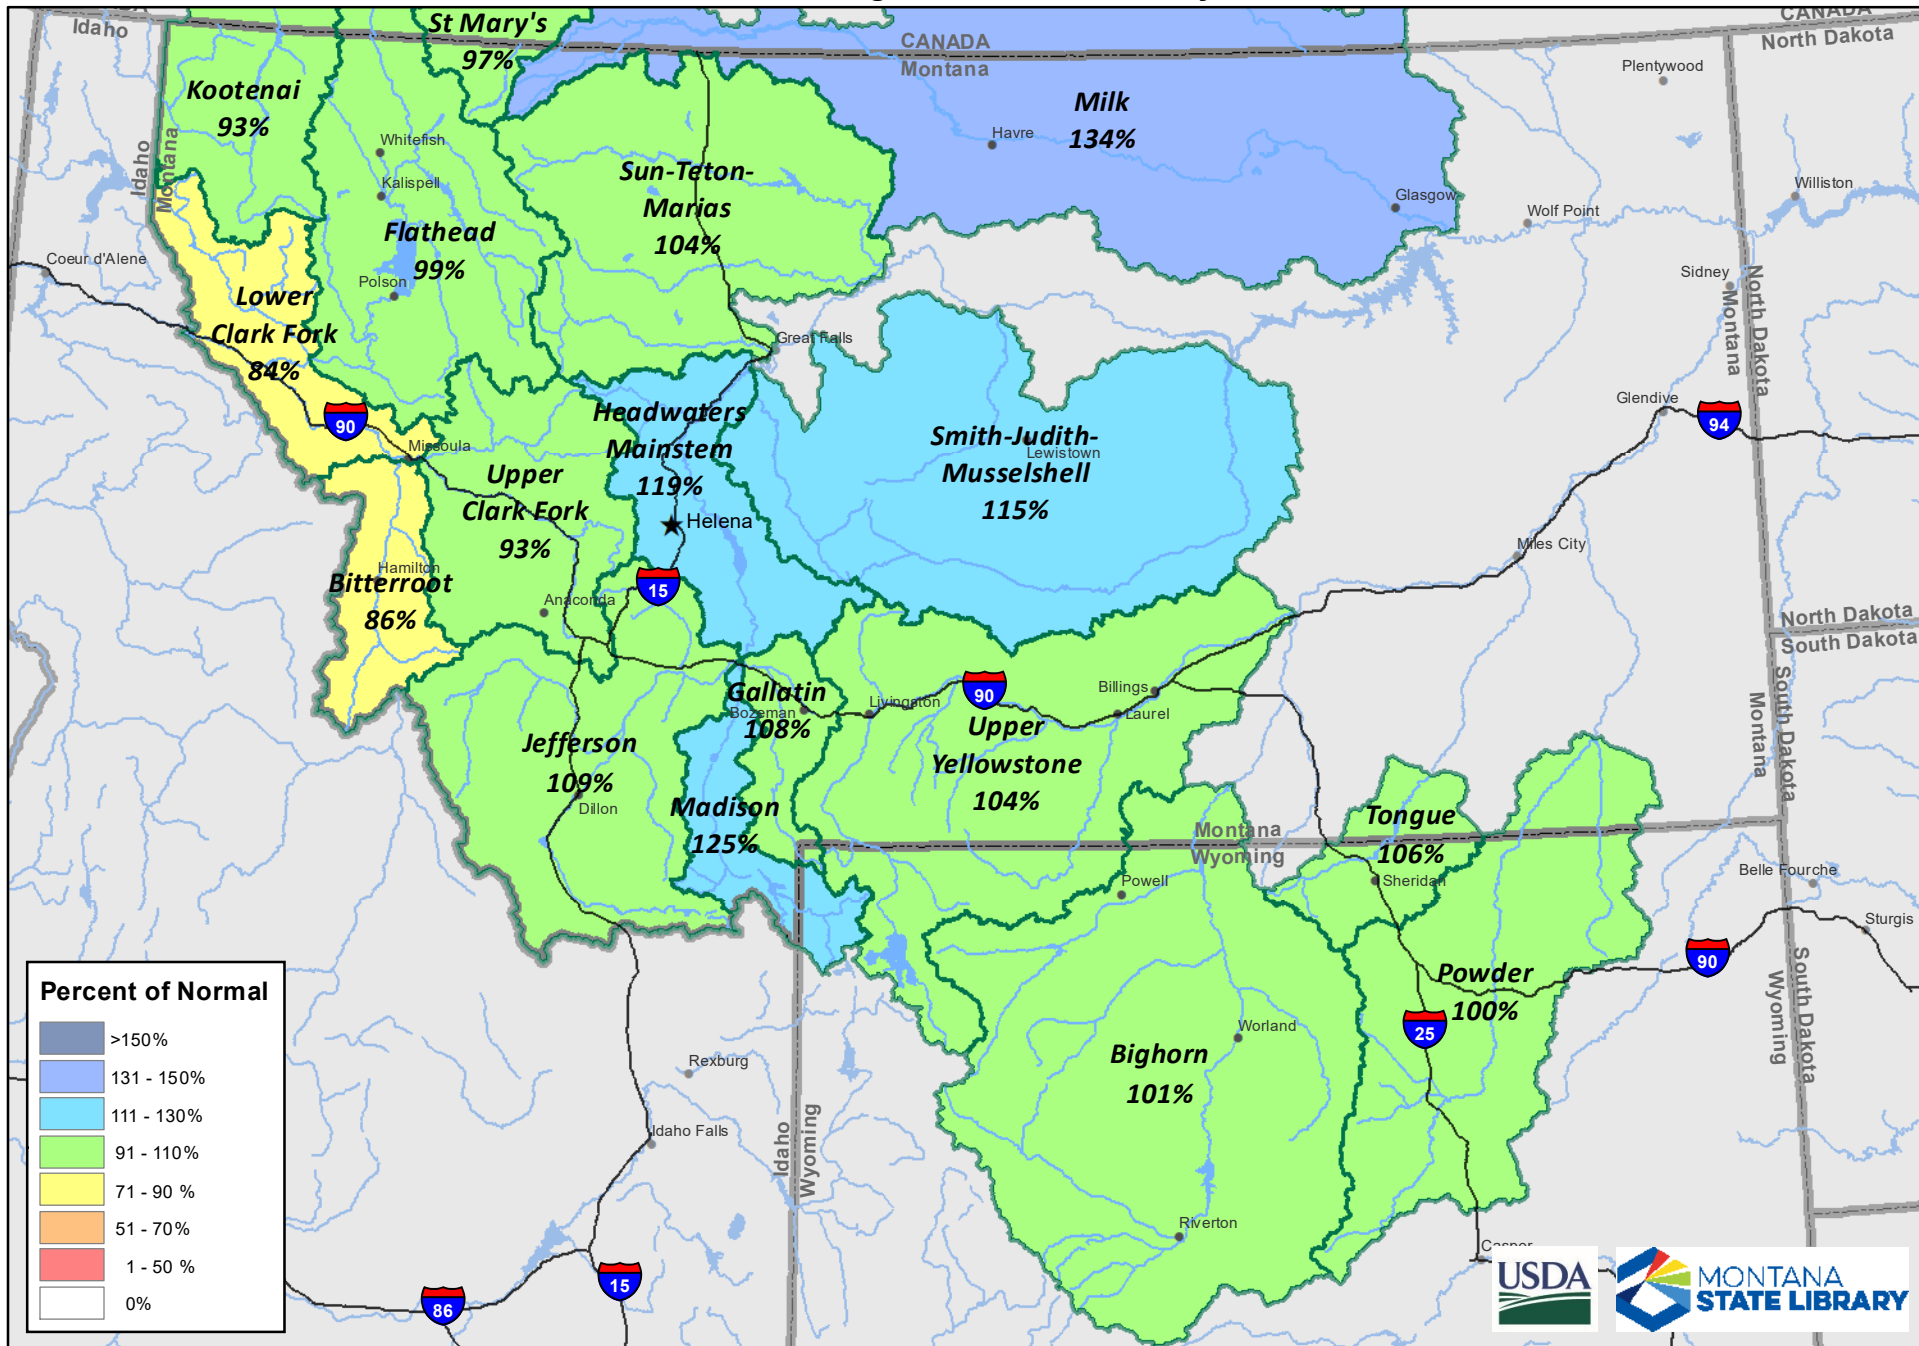 CANADA
Idaho
St Mary's
97%
CANADA
Montana
CANADA
North Dakota
Kootenai
93%
Idaho
Montana
Whitefish
Kalispell
Flathead
99%
Polson
Sun-Teton-
Marias
104%
Milk
134%
Havre
Glasgow
Plentywood
Wolf Point
Williston
Sidney
North Dakota
Montana
Coeur d'Alene
Lower
Clark Fork
84%
Great Falls
90
Missoula
Headwaters
Mainstem
119%
Helena
Smith-Judith-
Lewistown
Musselshell
115%
Glendive
94
Miles City
Upper
Clark Fork
93%
Hamilton
Bitterroot
86%
Anaconda
15
North Dakota
South Dakota
South Dakota
Montana
Gallatin
Bozeman
108%
Livingston
90
Billings
Laurel
Upper
Yellowstone
104%
Jefferson
109%
Dillon
Madison
125%
Montana
Wyoming
Tongue
106%
Sheridan
Powell
Belle Fourche
Sturgis
90
Powder
100%
25
South Dakota
Wyoming
Worland
Bighorn
101%
Riverton
Casper
Rexburg
Idaho Falls
Idaho
Wyoming
15
86
Percent of Normal
>150%
131 - 150%
111 - 130%
91 - 110%
71 - 90 %
51 - 70%
1 - 50 %
0%
USDA
MONTANA
STATE LIBRARY